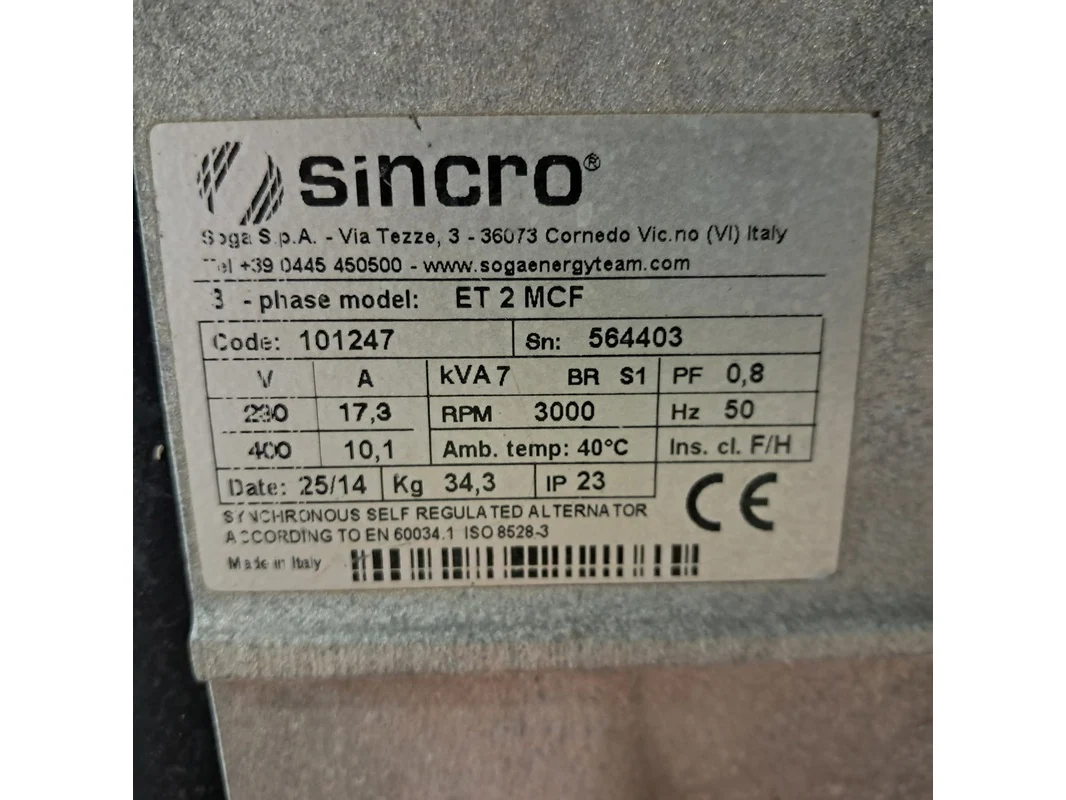 sincro®
Soga S.p.A. - Via Tezze, 3 - 36073 Cornedo Vic.no (VI) Italy
Tel +39 0445 450500 - www.sogaenergyteam.com
3 - phase model: ET 2 MCF
Code: 101247 Sn: 564403
V A kVA 7 BR S1 PF 0,8
230 17,3 RPM 3000 Hz 50
400 10,1 Amb. temp: 40°C Ins. cl. F/H
Date: 25/14 Kg 34,3 IP 23
CE
SYNCHRONOUS SELF REGULATED ALTERNATOR
ACCORDING TO EN 60034.1 ISO 8528-3
Made in Italy